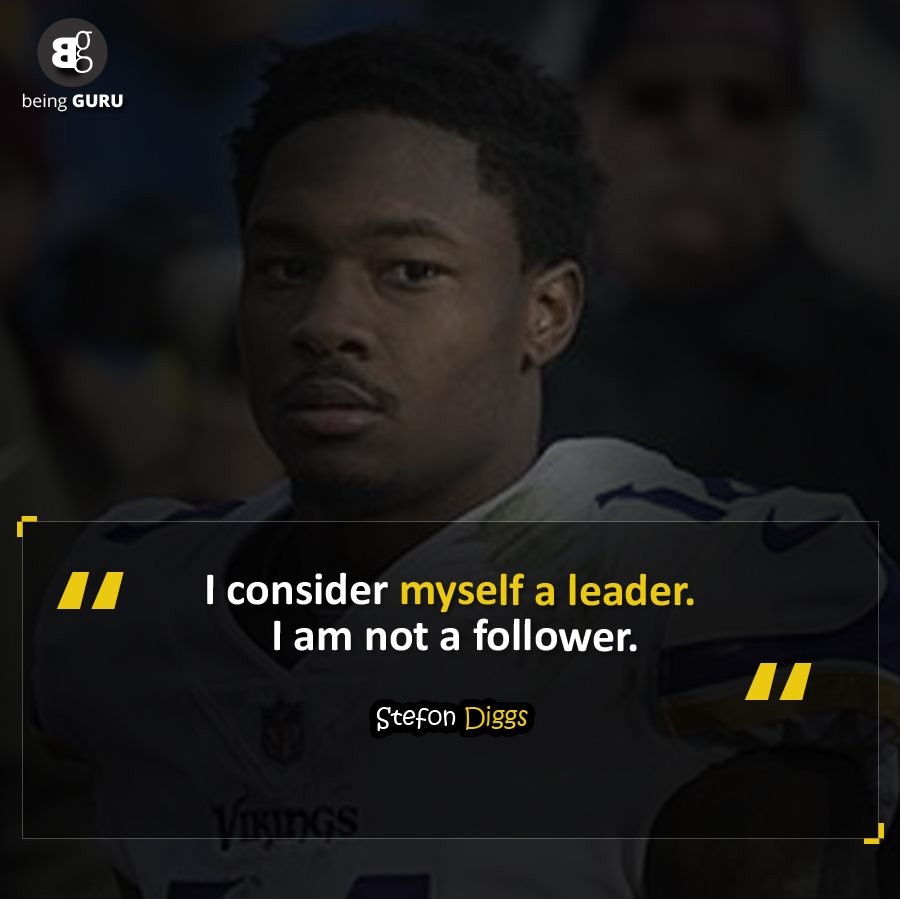 Bg
being GURU
I consider myself a leader.
I am not a follower.
Stefon Diggs
VIKINGS